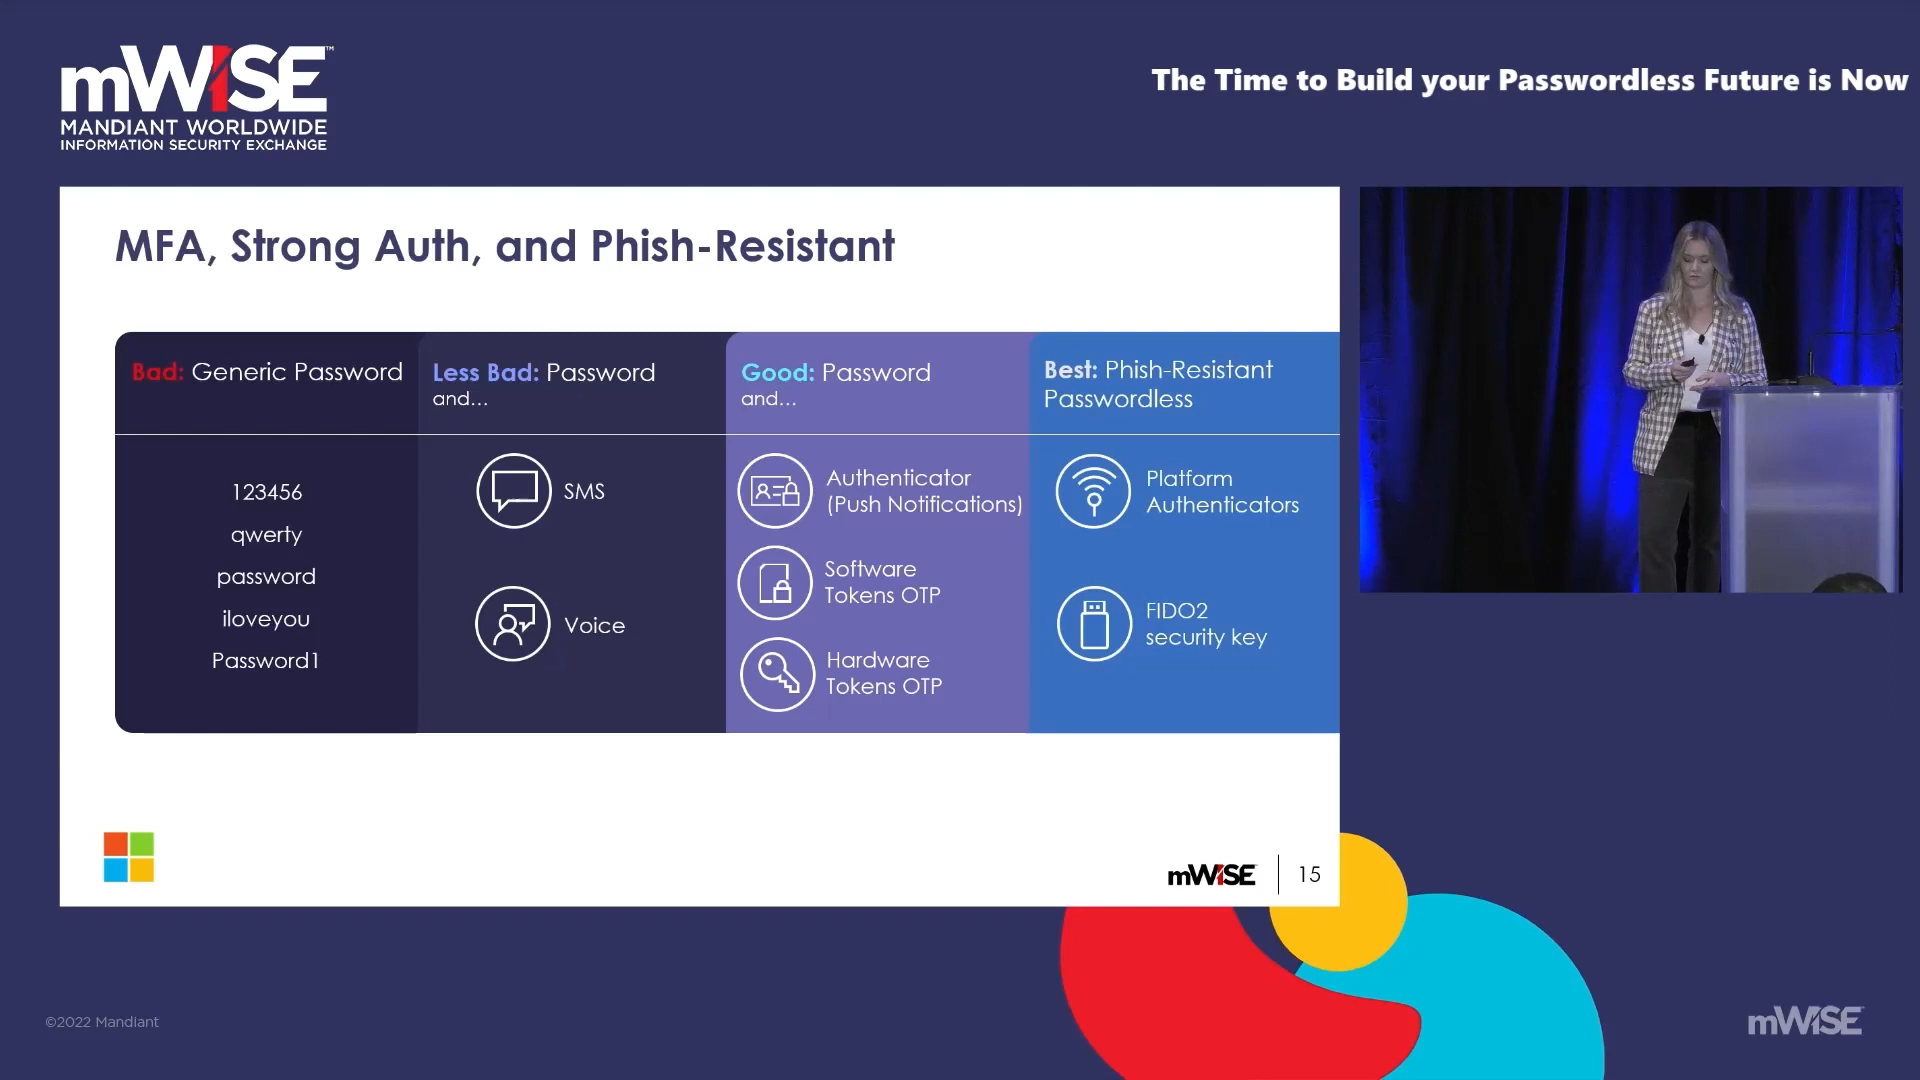 mWISE™
MANDIANT WORLDWIDE
INFORMATION SECURITY EXCHANGE
The Time to Build your Passwordless Future is Now
MFA, Strong Auth, and Phish-Resistant
Bad: Generic Password
123456
qwerty
password
iloveyou
Password1
Less Bad: Password
and...
SMS
Voice
Good: Password
and...
Authenticator
(Push Notifications)
Software
Tokens OTP
Hardware
Tokens OTP
Best: Phish-Resistant
Passwordless
Platform
Authenticators
FIDO2
security key
mWISE
15
©2022 Mandiant
mWISE